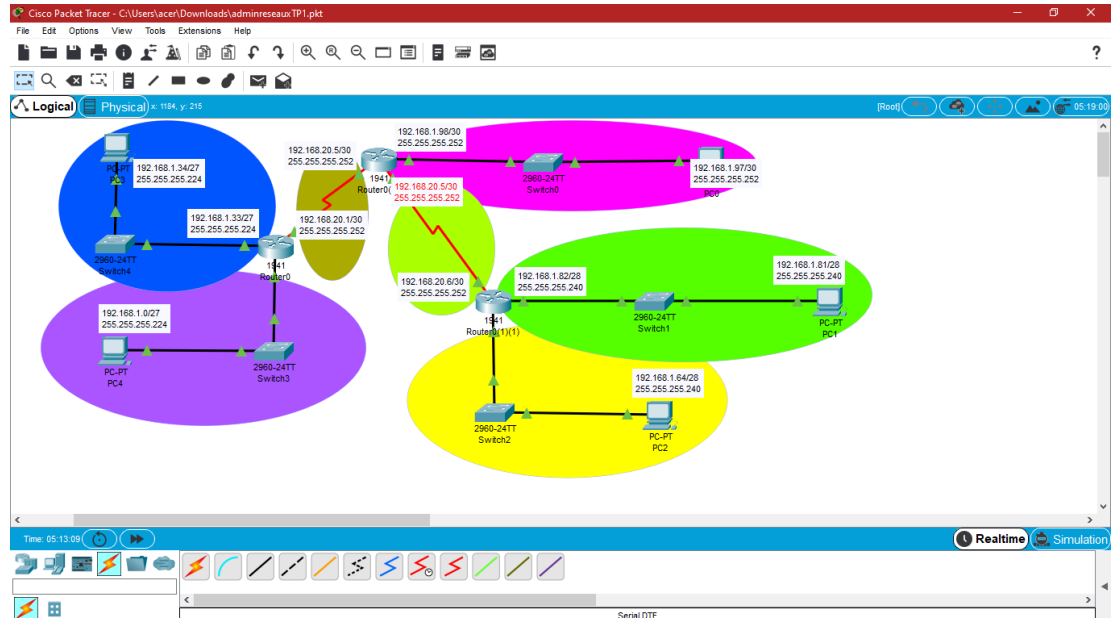 Cisco Packet Tracer - C:\Users\acer\Downloads\adminreseauxTP1.pkt
File Edit Options View Tools Extensions Help
?
Logical Physical x: 1184, y: 215 [Root] 05:19:00
192.168.1.98/30
255.255.255.252
192.168.20.5/30
255.255.255.252
192.168.1.34/27
255.255.255.224
PC-PT
PC3
1941
Router0(
192.168.20.5/30
255.255.255.252
2960-24TT
Switch0
192.168.1.97/30
255.255.255.252
PC0
192.168.1.33/27
255.255.255.224
192.168.20.1/30
255.255.255.252
2960-24TT
Switch4
1941
Router0
192.168.20.6/30
255.255.255.252
192.168.1.82/28
255.255.255.240
192.168.1.81/28
255.255.255.240
1941
Router0(1)(1)
2960-24TT
Switch1
PC-PT
PC1
192.168.1.0/27
255.255.255.224
PC-PT
PC4
2960-24TT
Switch3
192.168.1.64/28
255.255.255.240
2960-24TT
Switch2
PC-PT
PC2
Time: 05:13:09 Realtime Simulation
Serial DTE